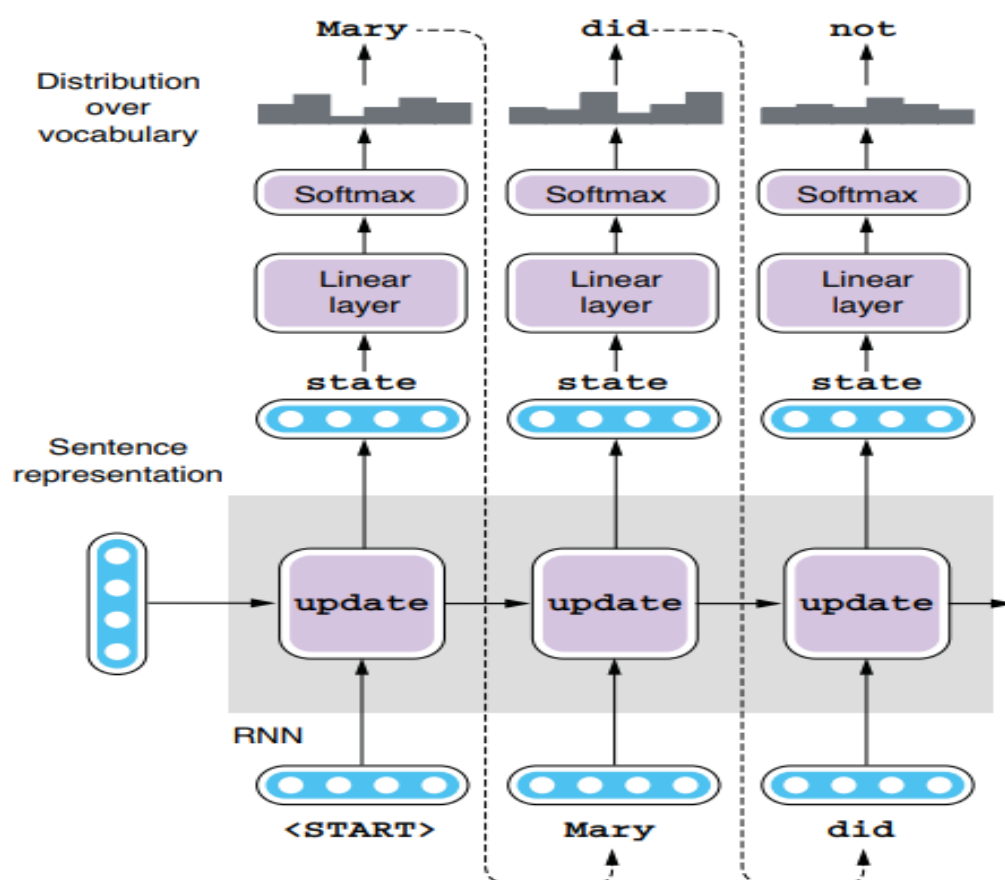 Mary did not
Distribution
over
vocabulary
Softmax Softmax Softmax
Linear
layer
Linear
layer
Linear
layer
state state state
Sentence
representation
update update update
RNN
<START> Mary did